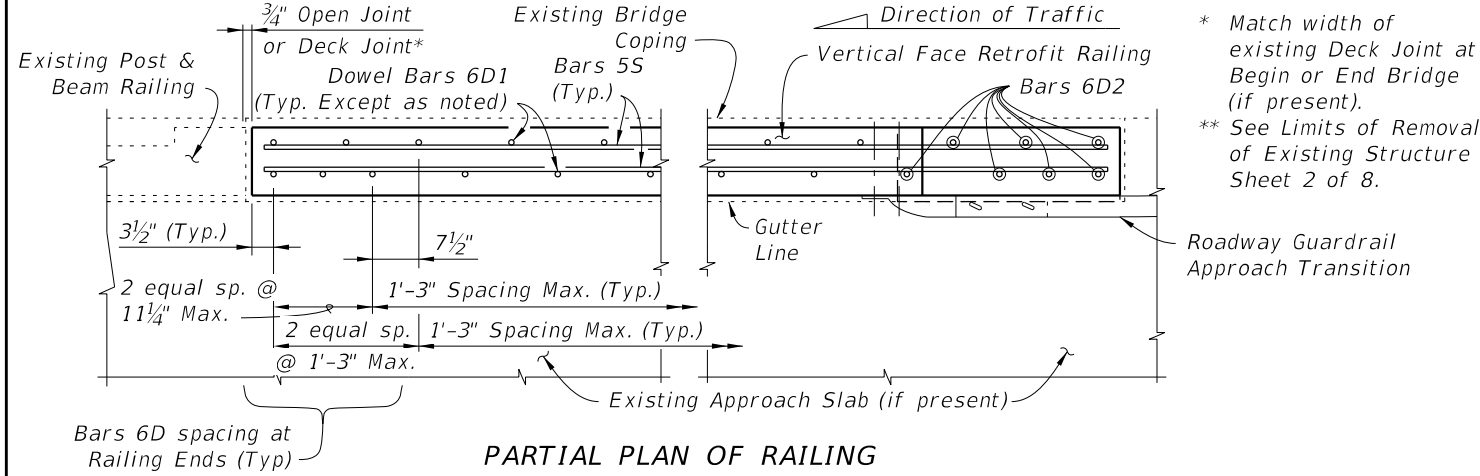 ¾" Open Joint
or Deck Joint*
Existing Bridge
Coping
Direction of Traffic
* Match width of
existing Deck Joint at
Begin or End Bridge
(if present).
** See Limits of Removal
of Existing Structure
Sheet 2 of 8.
Existing Post &
Beam Railing
Dowel Bars 6D1
(Typ. Except as noted)
Bars 5S
(Typ.)
Vertical Face Retrofit Railing
Bars 6D2
3½" (Typ.)
7½"
Gutter
Line
Roadway Guardrail
Approach Transition
2 equal sp. @
11¼" Max.
1'-3" Spacing Max. (Typ.)
2 equal sp.
@ 1'-3" Max.
1'-3" Spacing Max. (Typ.)
Existing Approach Slab (if present)
Bars 6D spacing at
Railing Ends (Typ)
PARTIAL PLAN OF RAILING